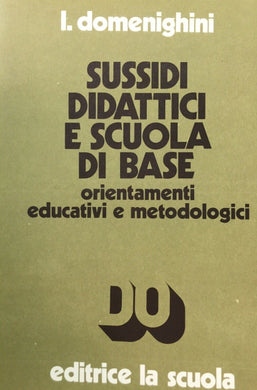 l. domenighini
SUSSIDI
DIDATTICI
E SCUOLA
DI BASE
orientamenti
educativi e metodologici
DO
editrice la scuola